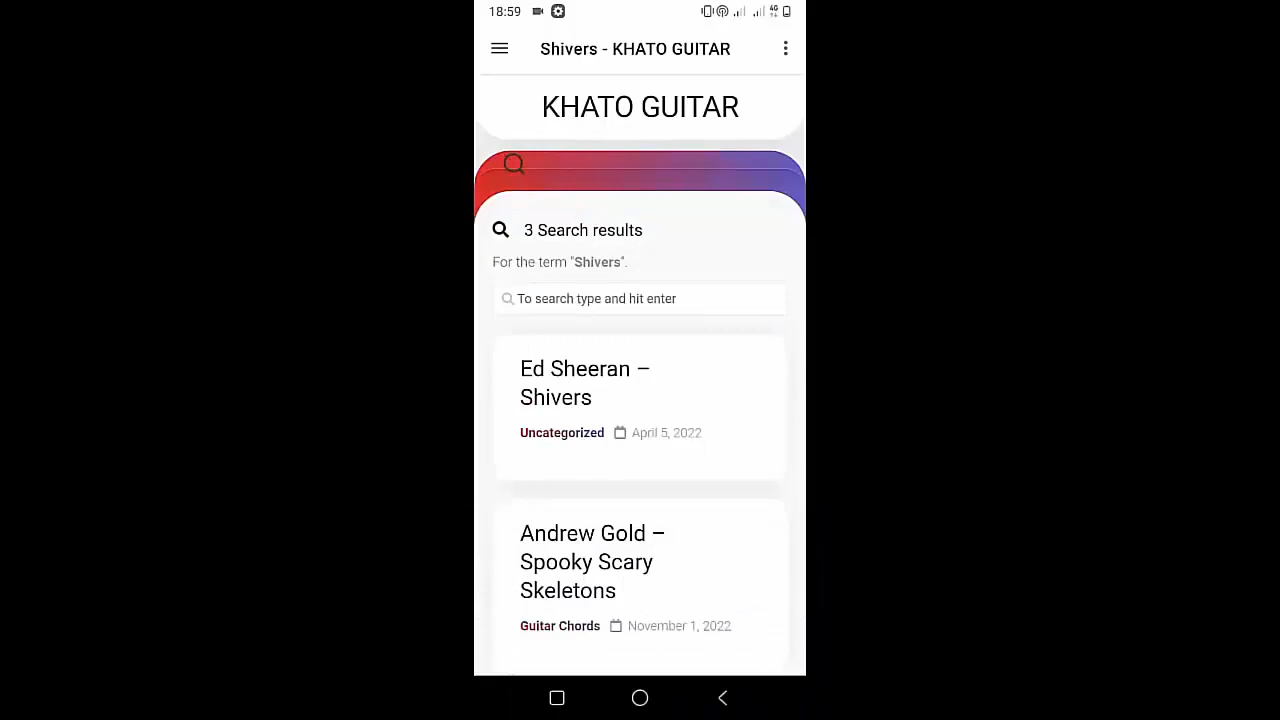 18:59
4G
Shivers - KHATO GUITAR
KHATO GUITAR
3 Search results
For the term "Shivers".
To search type and hit enter
Ed Sheeran –
Shivers
Uncategorized April 5, 2022
Andrew Gold –
Spooky Scary
Skeletons
Guitar Chords November 1, 2022